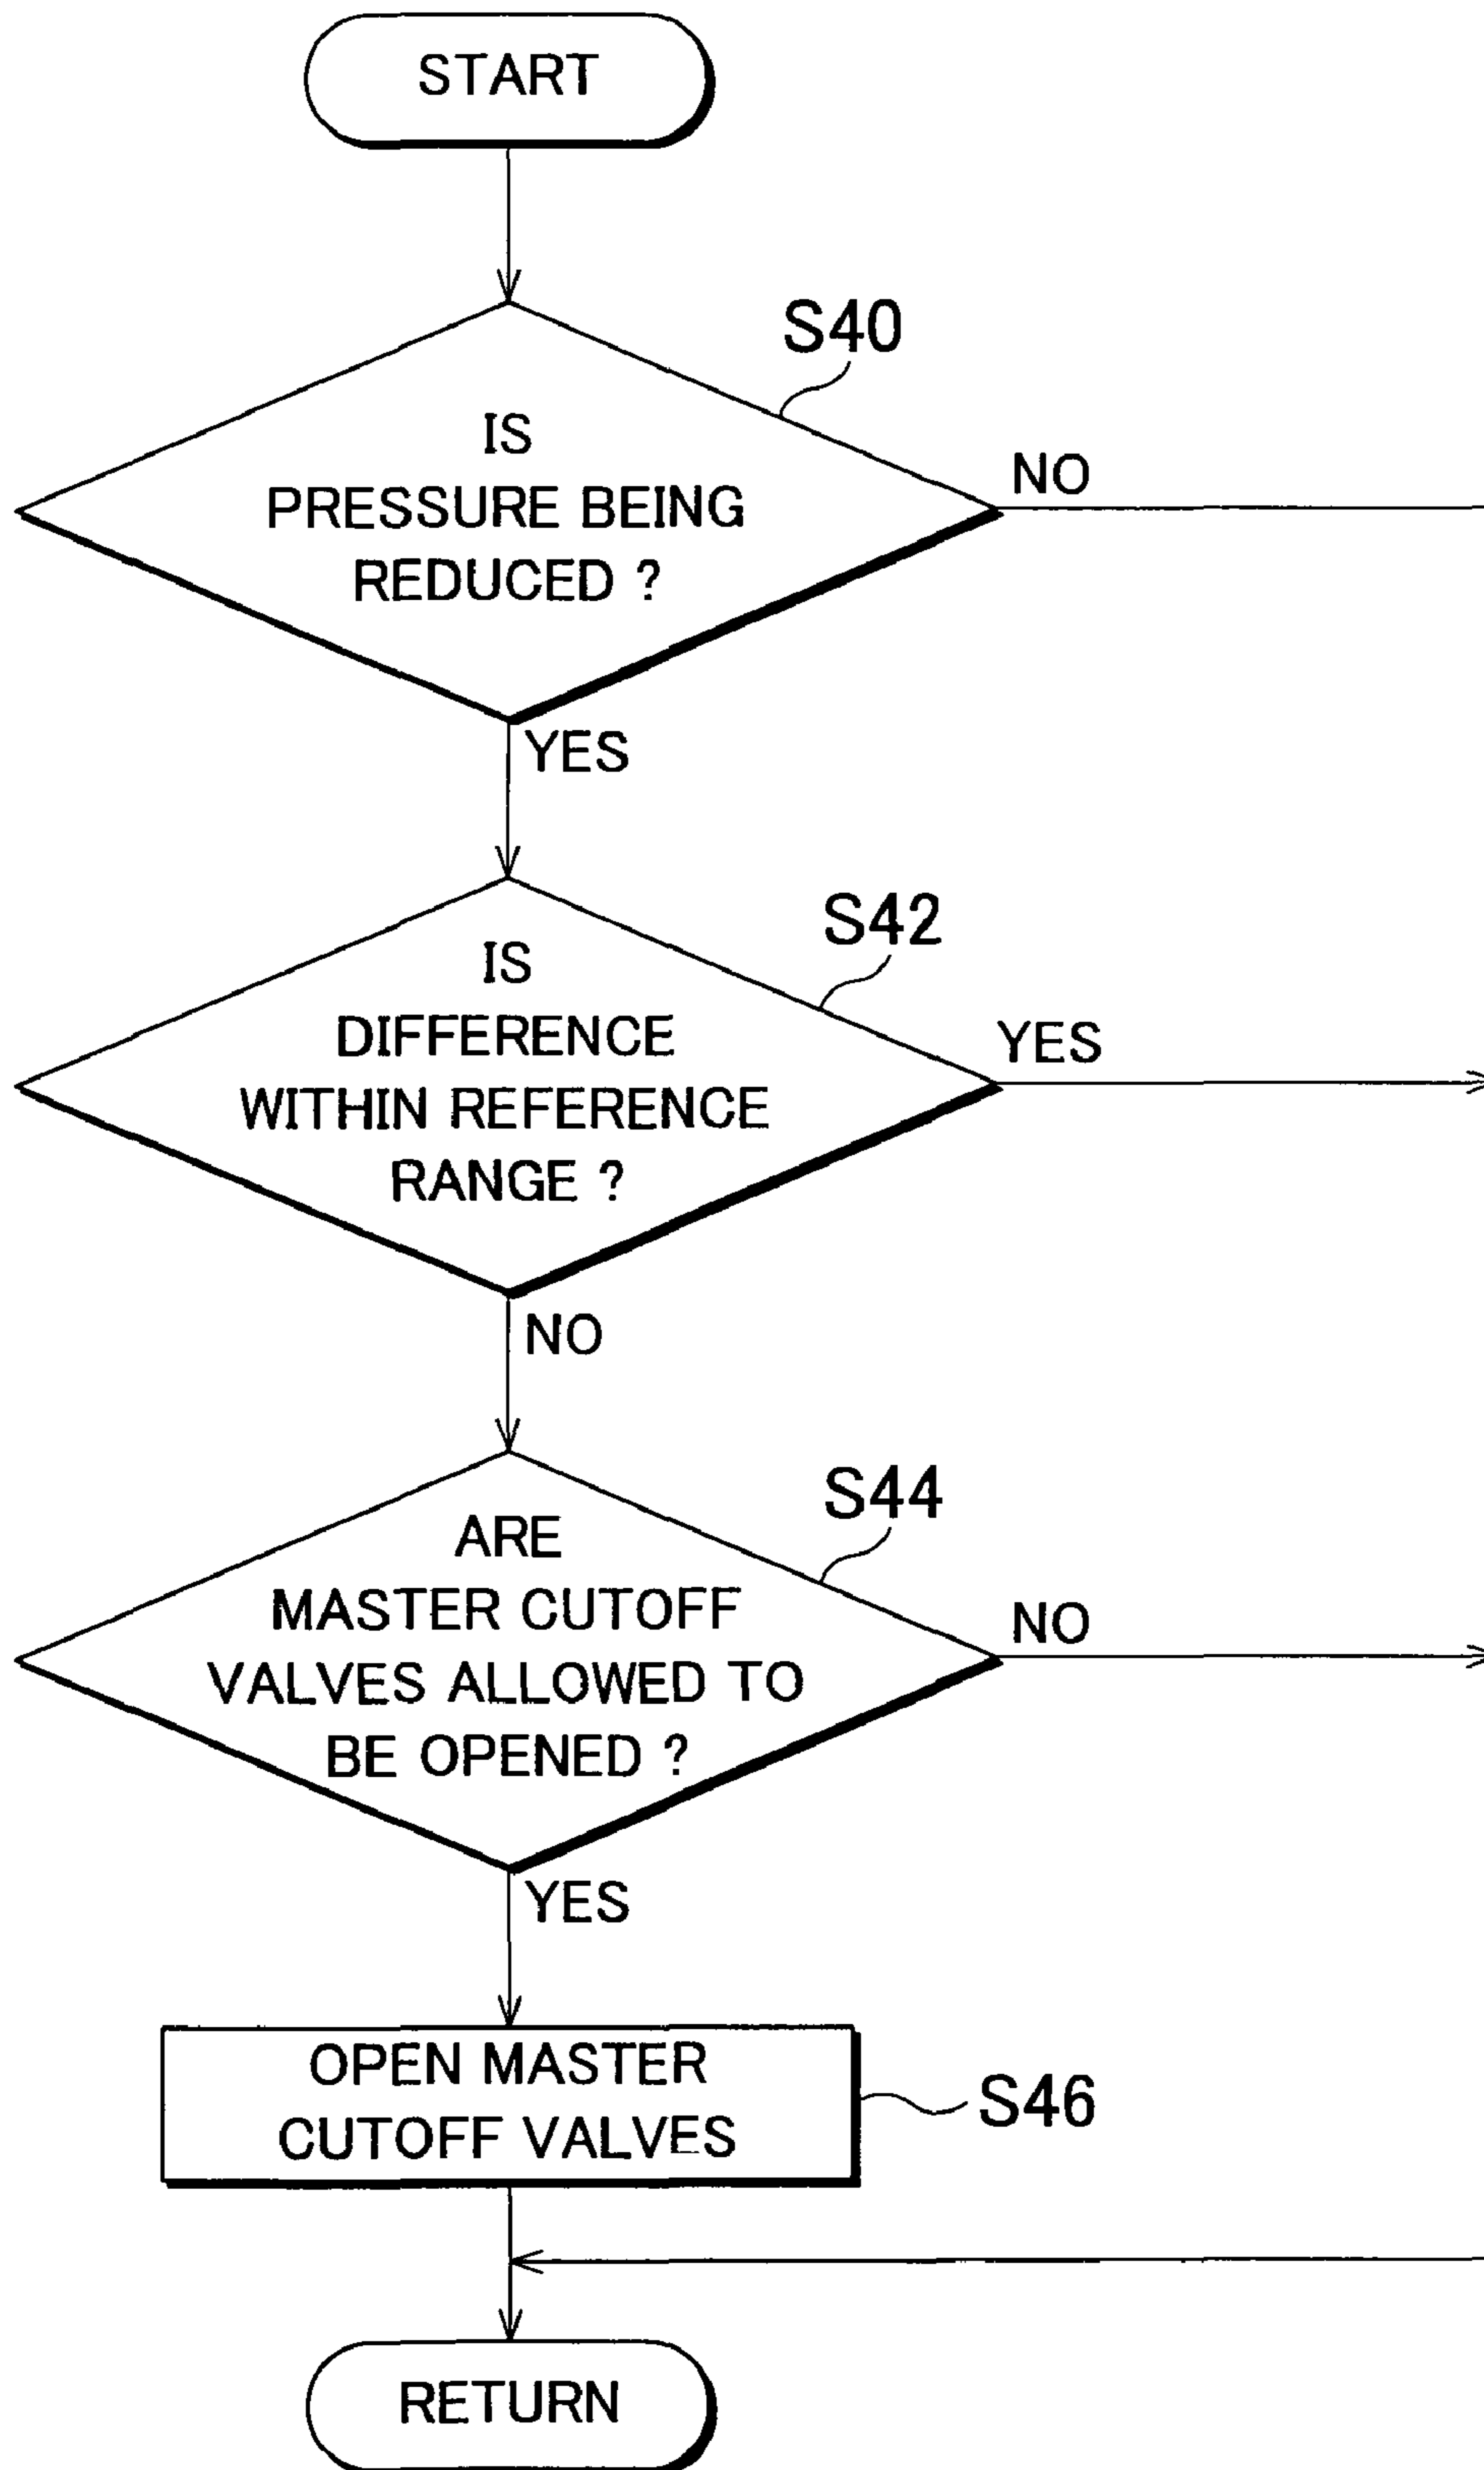 START
S40
IS
PRESSURE BEING
REDUCED ?
NO
YES
S42
IS
DIFFERENCE
WITHIN REFERENCE
RANGE ?
YES
NO
S44
ARE
MASTER CUTOFF
VALVES ALLOWED TO
BE OPENED ?
NO
YES
OPEN MASTER
CUTOFF VALVES
S46
RETURN